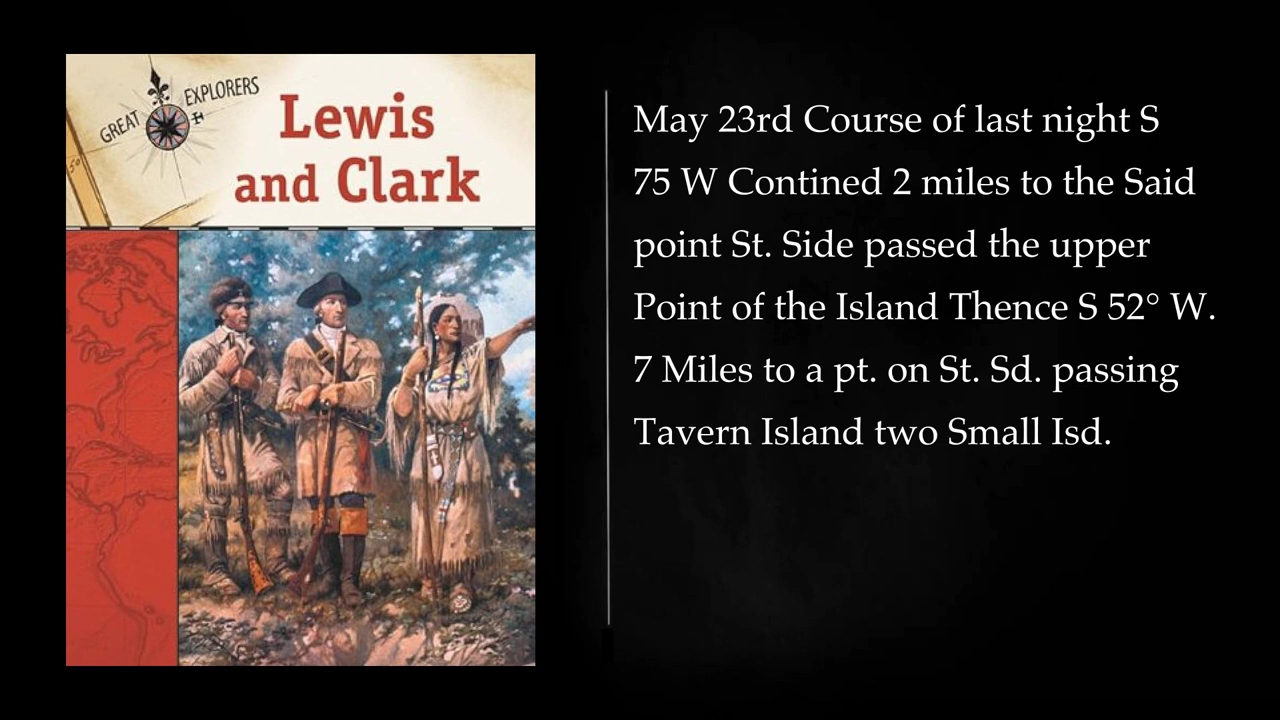 GREAT EXPLORERS
Lewis
and Clark
50
May 23rd Course of last night S
75 W Contined 2 miles to the Said
point St. Side passed the upper
Point of the Island Thence S 52° W.
7 Miles to a pt. on St. Sd. passing
Tavern Island two Small Isd.